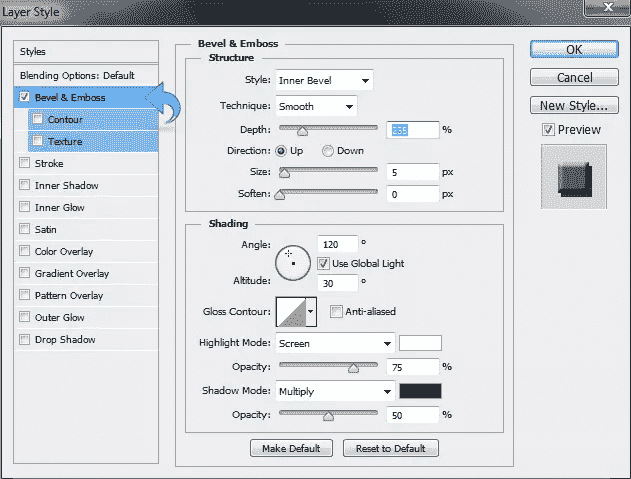 Layer Style
Styles
Blending Options: Default
Bevel & Emboss
Contour
Texture
Stroke
Inner Shadow
Inner Glow
Satin
Color Overlay
Gradient Overlay
Pattern Overlay
Outer Glow
Drop Shadow
Bevel & Emboss
Structure
Style: Inner Bevel
Technique: Smooth
Depth: 235 %
Direction: Up Down
Size: 5 px
Soften: 0 px
Shading
Angle: 120 °
Use Global Light
Altitude: 30 °
Gloss Contour: Anti-aliased
Highlight Mode: Screen
Opacity: 75 %
Shadow Mode: Multiply
Opacity: 50 %
Make Default Reset to Default
OK
Cancel
New Style...
Preview